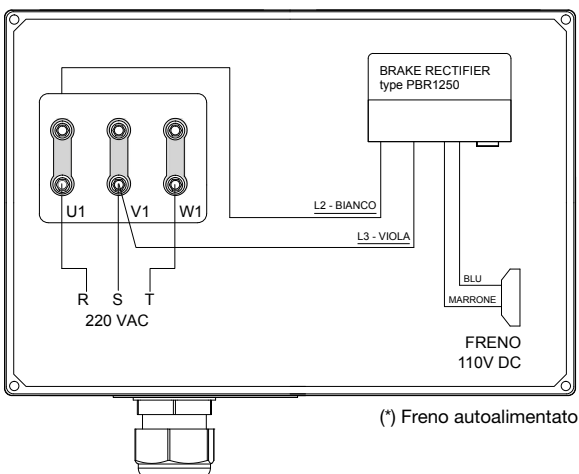 BRAKE RECTIFIER
type PBR1250
U1 V1 W1
L2 - BIANCO
L3 - VIOLA
R S T
220 VAC
BLU
MARRONE
FRENO
110V DC
(*) Freno autoalimentato